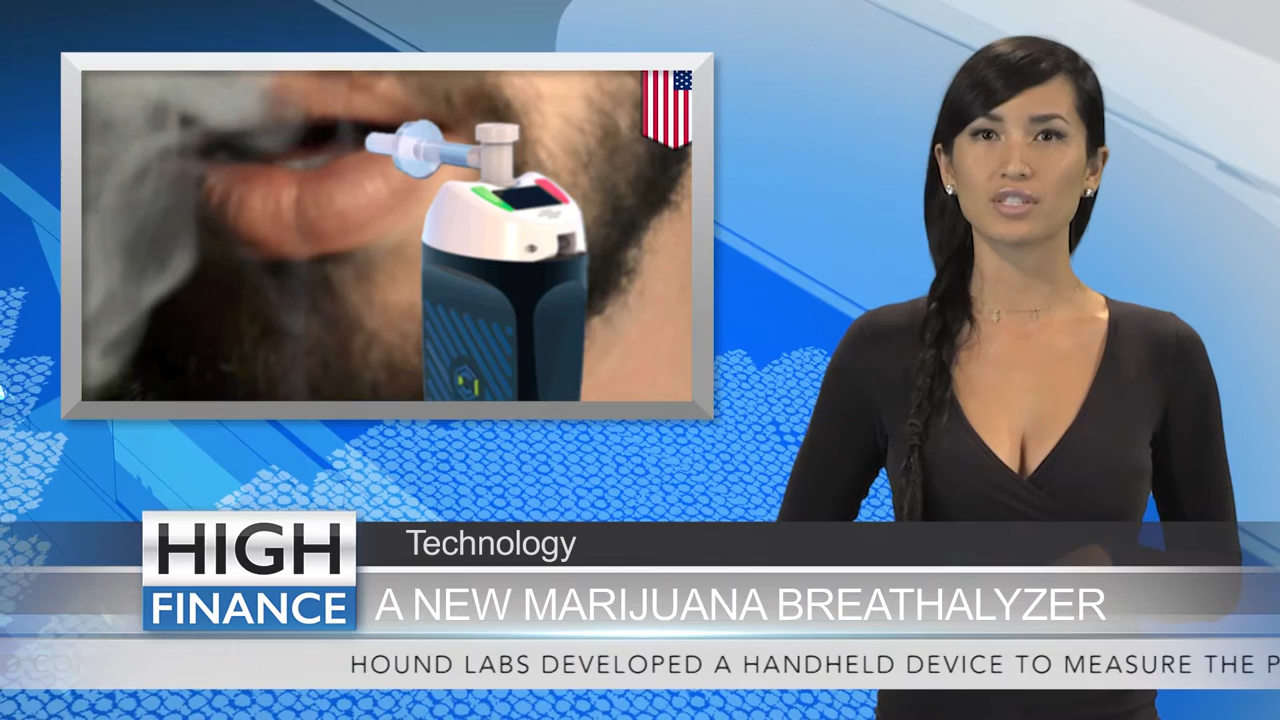 HIGH
FINANCE
Technology
A NEW MARIJUANA BREATHALYZER
HOUND LABS DEVELOPED A HANDHELD DEVICE TO MEASURE THE P